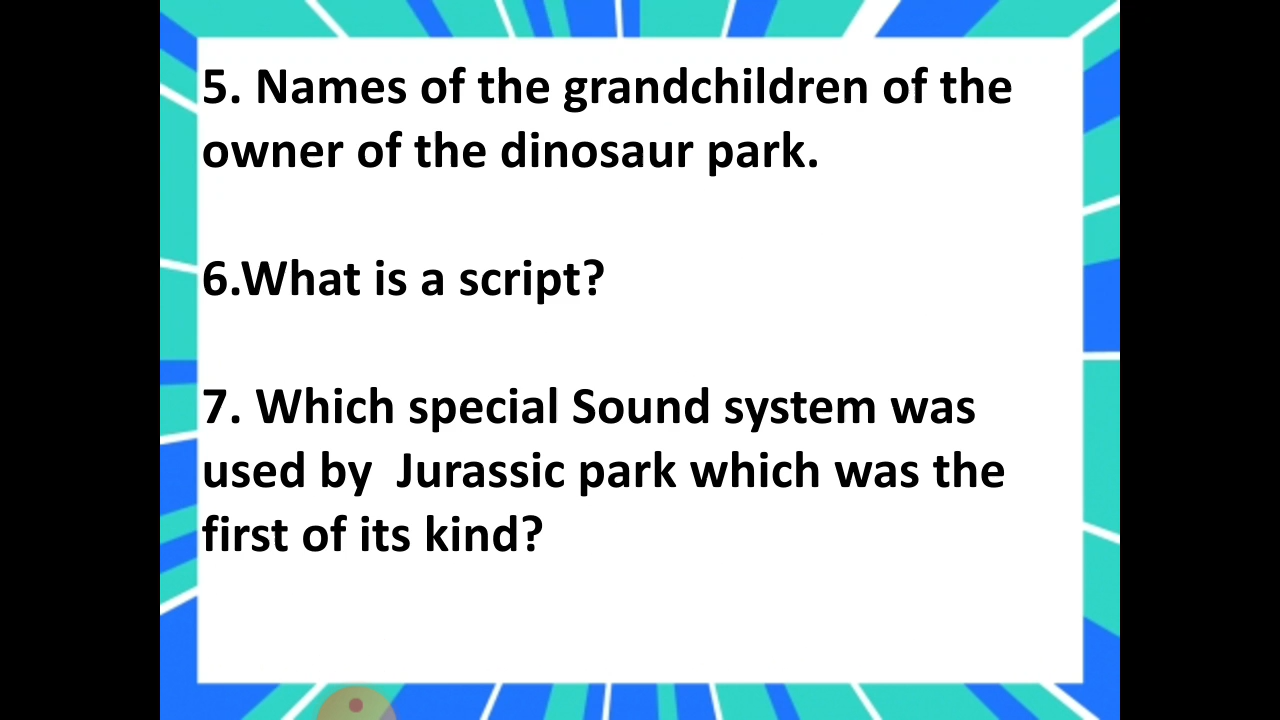 5. Names of the grandchildren of the
owner of the dinosaur park.
6.What is a script?
7. Which special Sound system was
used by  Jurassic park which was the
first of its kind?